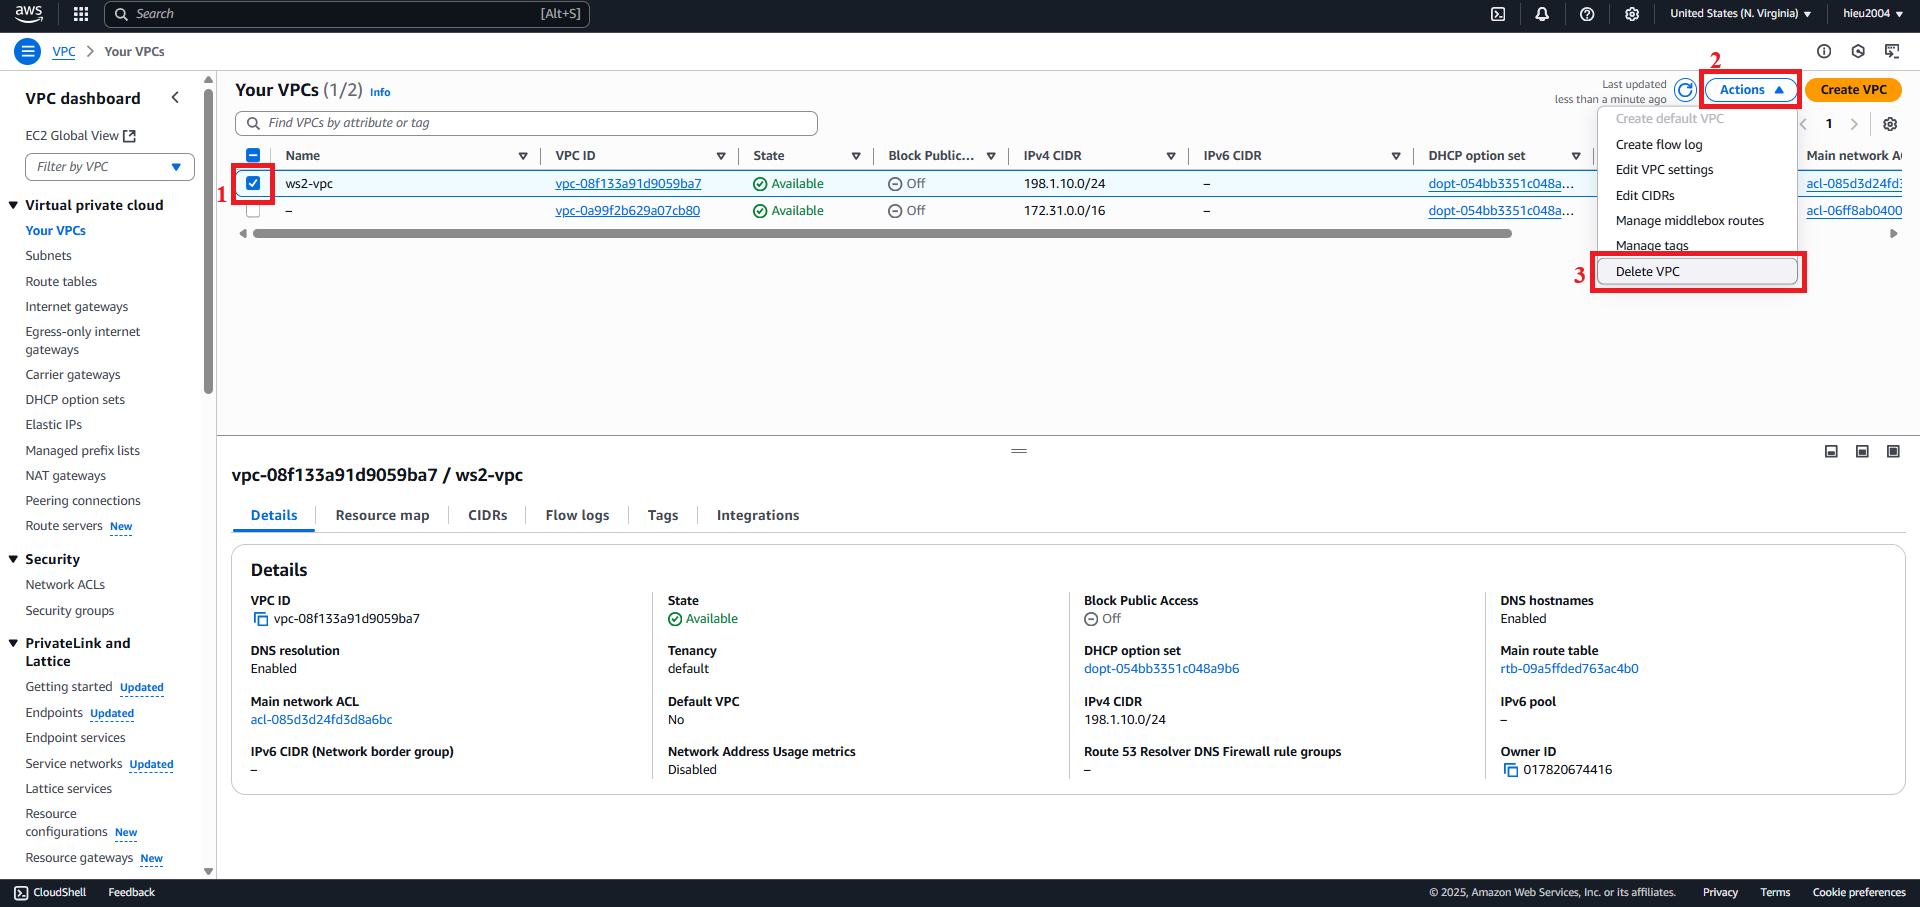 aws
Search
[Alt+S]
United States (N. Virginia)
hieu2004
VPC
Your VPCs
VPC dashboard
EC2 Global View
Filter by VPC
Virtual private cloud
Your VPCs
Subnets
Route tables
Internet gateways
Egress-only internet
gateways
Carrier gateways
DHCP option sets
Elastic IPs
Managed prefix lists
NAT gateways
Peering connections
Route servers New
Security
Network ACLs
Security groups
PrivateLink and
Lattice
Getting started Updated
Endpoints Updated
Endpoint services
Service networks Updated
Lattice services
Resource
configurations New
Resource gateways New
Your VPCs (1/2) Info
Last updated
less than a minute ago
2
Actions
Create VPC
Find VPCs by attribute or tag
1
Create default VPC
Create flow log
Edit VPC settings
Edit CIDRs
Manage middlebox routes
Manage tags
3
Delete VPC
Name VPC ID State Block Public... IPv4 CIDR IPv6 CIDR DHCP option set Main network A
1
ws2-vpc vpc-08f133a91d9059ba7 Available Off 198.1.10.0/24 – dopt-054bb3351c048a... acl-085d3d24fd3
– vpc-0a99f2b629a07cb80 Available Off 172.31.0.0/16 – dopt-054bb3351c048a... acl-06ff8ab0400
vpc-08f133a91d9059ba7 / ws2-vpc
Details
Resource map
CIDRs
Flow logs
Tags
Integrations
Details
VPC ID
vpc-08f133a91d9059ba7
State
Available
Block Public Access
Off
DNS hostnames
Enabled
DNS resolution
Enabled
Tenancy
default
DHCP option set
dopt-054bb3351c048a9b6
Main route table
rtb-09a5ffded763ac4b0
Main network ACL
acl-085d3d24fd3d8a6bc
Default VPC
No
IPv4 CIDR
198.1.10.0/24
IPv6 pool
–
IPv6 CIDR (Network border group)
–
Network Address Usage metrics
Disabled
Route 53 Resolver DNS Firewall rule groups
–
Owner ID
017820674416
CloudShell
Feedback
© 2025, Amazon Web Services, Inc. or its affiliates.
Privacy
Terms
Cookie preferences